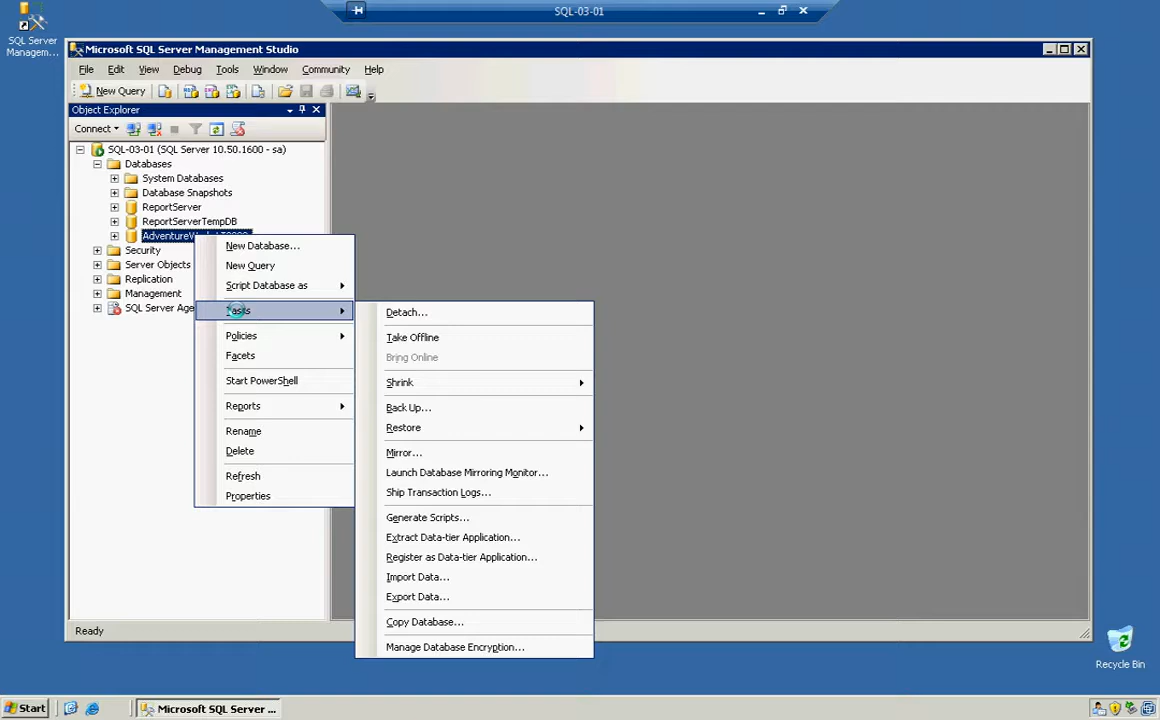 SQL-03-01
SQL Server
Managem...
Microsoft SQL Server Management Studio
File Edit View Debug Tools Window Community Help
New Query
Object Explorer
Connect
SQL-03-01 (SQL Server 10.50.1600 - sa)
Databases
System Databases
Database Snapshots
ReportServer
ReportServerTempDB
Security
Server Objects
Replication
Management
SQL Server Age
New Database...
New Query
Script Database as
Tasks
Policies
Facets
Start PowerShell
Reports
Rename
Delete
Refresh
Properties
Detach...
Take Offline
Bring Online
Shrink
Back Up...
Restore
Mirror...
Launch Database Mirroring Monitor...
Ship Transaction Logs...
Generate Scripts...
Extract Data-tier Application...
Register as Data-tier Application...
Import Data...
Export Data...
Copy Database...
Manage Database Encryption...
Ready
Recycle Bin
Start
Microsoft SQL Server ...